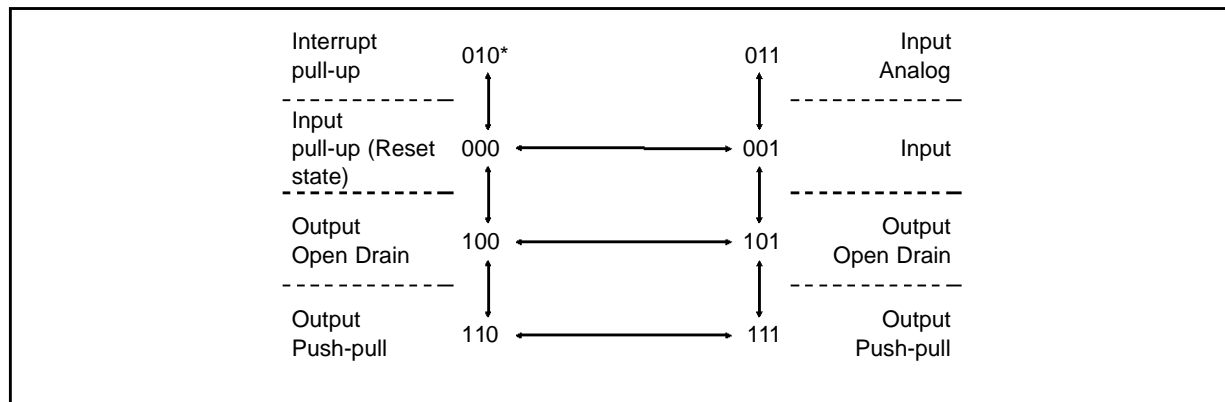 Interrupt
pull-up
010*
011
Input
Analog
Input
pull-up (Reset
state)
000
001
Input
Output
Open Drain
100
101
Output
Open Drain
Output
Push-pull
110
111
Output
Push-pull